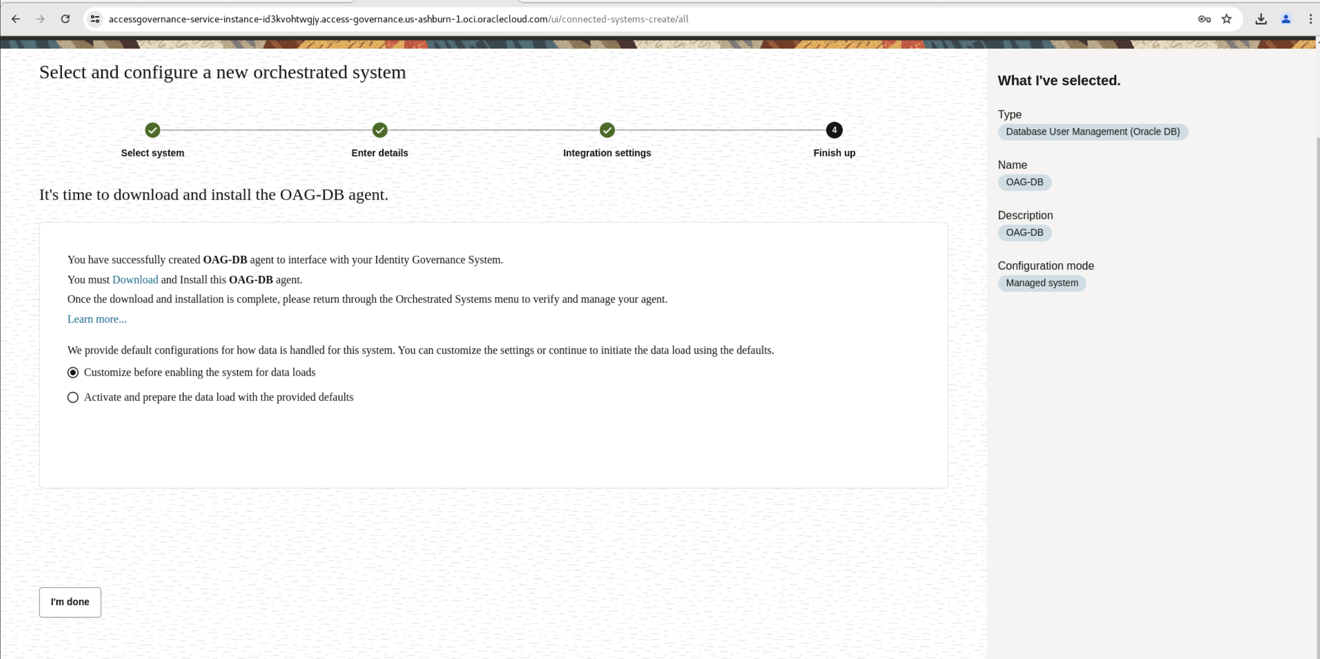 accessgovernance-service-instance-id3kvohtwgjy.access-governance.us-ashburn-1.oci.oraclecloud.com/ui/connected-systems-create/all
Select and configure a new orchestrated system
4
Select system
Enter details
Integration settings
Finish up
It's time to download and install the OAG-DB agent.
You have successfully created OAG-DB agent to interface with your Identity Governance System.
You must Download and Install this OAG-DB agent.
Once the download and installation is complete, please return through the Orchestrated Systems menu to verify and manage your agent.
Learn more...
We provide default configurations for how data is handled for this system. You can customize the settings or continue to initiate the data load using the defaults.
Customize before enabling the system for data loads
Activate and prepare the data load with the provided defaults
I'm done
What I've selected.
Type
Database User Management (Oracle DB)
Name
OAG-DB
Description
OAG-DB
Configuration mode
Managed system